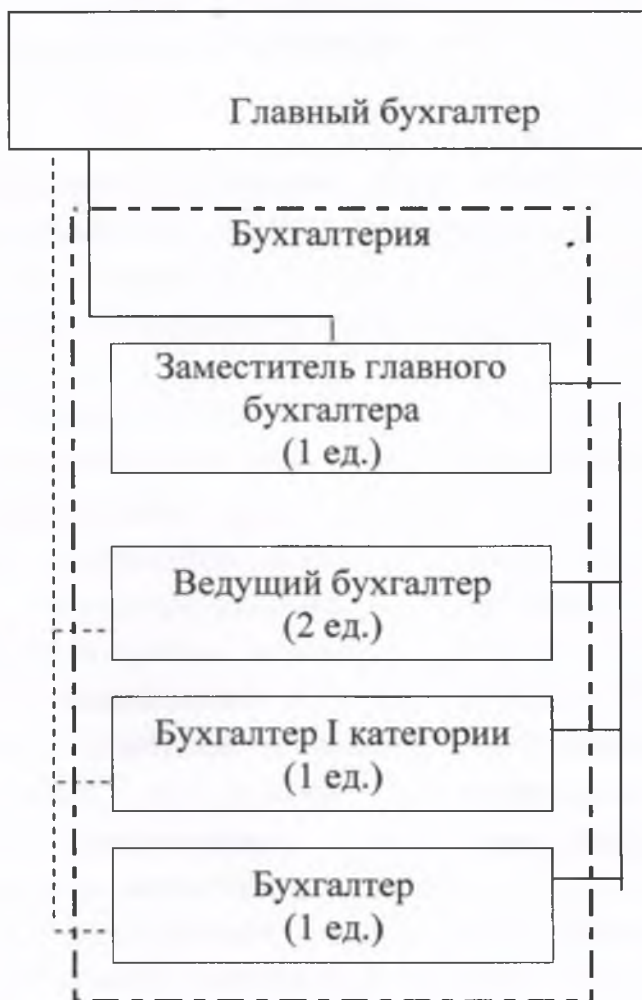 Главный бухгалтер
Бухгалтерия
Заместитель главного
бухгалтера
(1 ед.)
Ведущий бухгалтер
(2 ед.)
Бухгалтер I категории
(1 ед.)
Бухгалтер
(1 ед.)